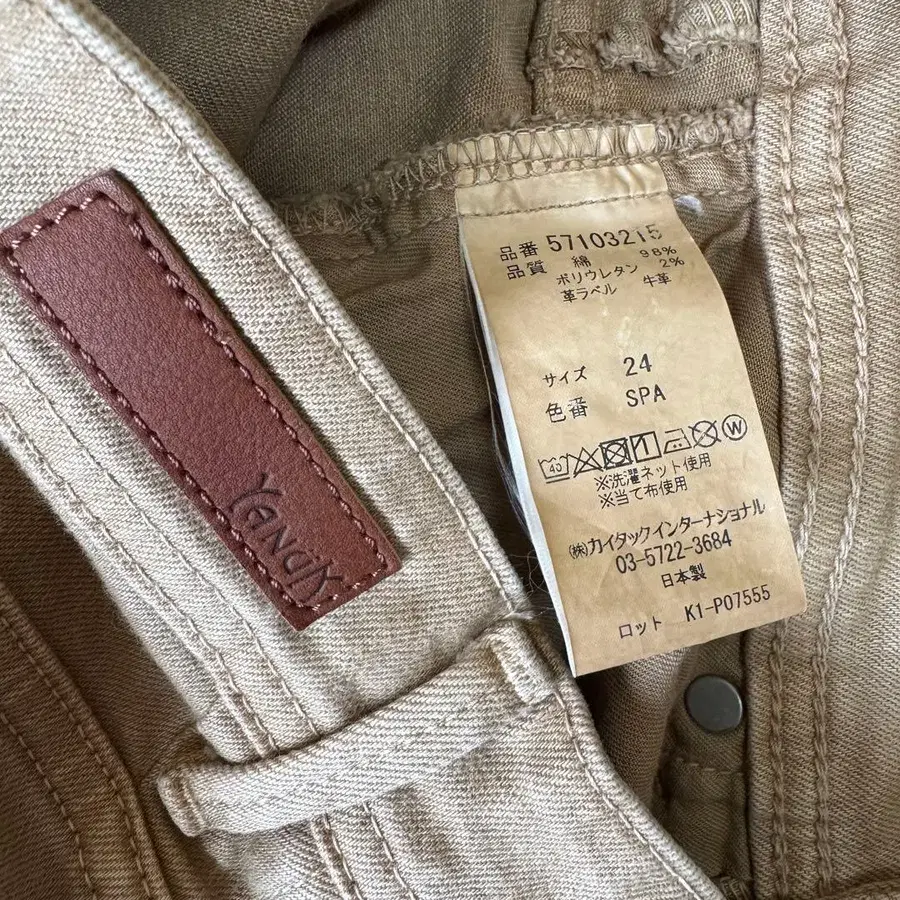 YANUK
品番 57103215
品質 綿 98%
ポリウレタン 2%
革ラベル 牛革
サイズ 24
色番 SPA
40 1 W
※洗濯ネット使用
※当て布使用
㈱カイタックインターナショナル
03-5722-3684
日本製
ロット K1-P07555